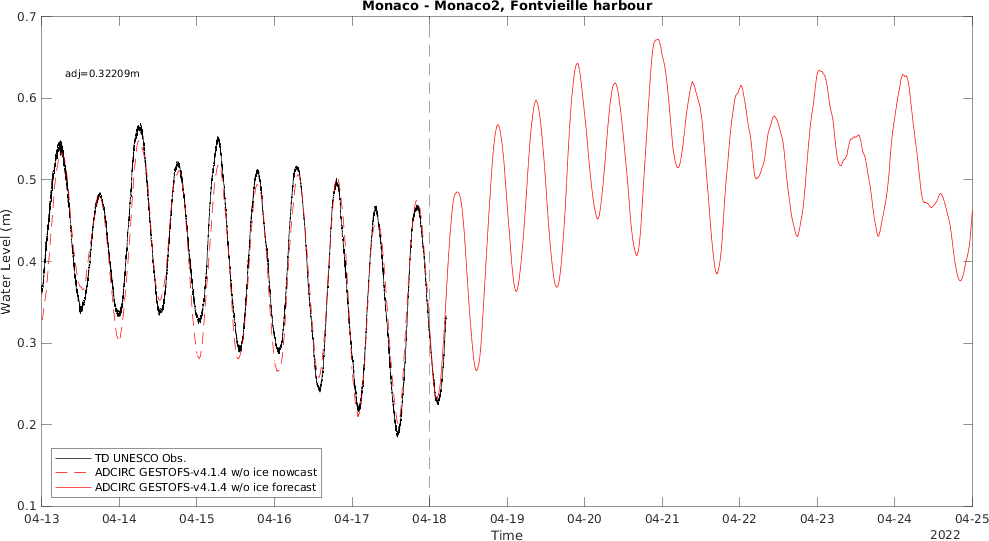 Monaco - Monaco2, Fontvieille harbour
0.7
adj=0.32209m
0.6
0.5
0.4
0.3
0.2
0.1
Water Level (m)
TD UNESCO Obs.
ADCIRC GESTOFS-v4.1.4 w/o ice nowcast
ADCIRC GESTOFS-v4.1.4 w/o ice forecast
04-13 04-14 04-15 04-16 04-17 04-18 04-19 04-20 04-21 04-22 04-23 04-24 04-25
Time
2022